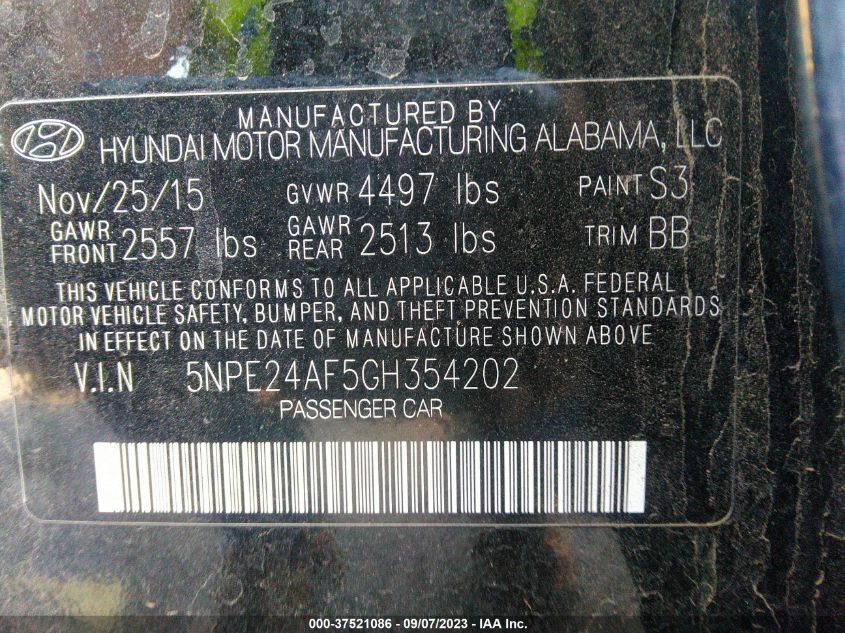 MANUFACTURED BY
HYUNDAI MOTOR MANUFACTURING ALABAMA, LLC
Nov/25/15 GVWR 4497 lbs PAINT S3
GAWR FRONT 2557 lbs GAWR REAR 2513 lbs TRIM BB
THIS VEHICLE CONFORMS TO ALL APPLICABLE U.S.A. FEDERAL
MOTOR VEHICLE SAFETY, BUMPER, AND THEFT PREVENTION STANDARDS
IN EFFECT ON THE DATE OF MANUFACTURE SHOWN ABOVE
V.I.N 5NPE24AF5GH354202
PASSENGER CAR
000-37521086 - 09/07/2023 - IAA Inc.